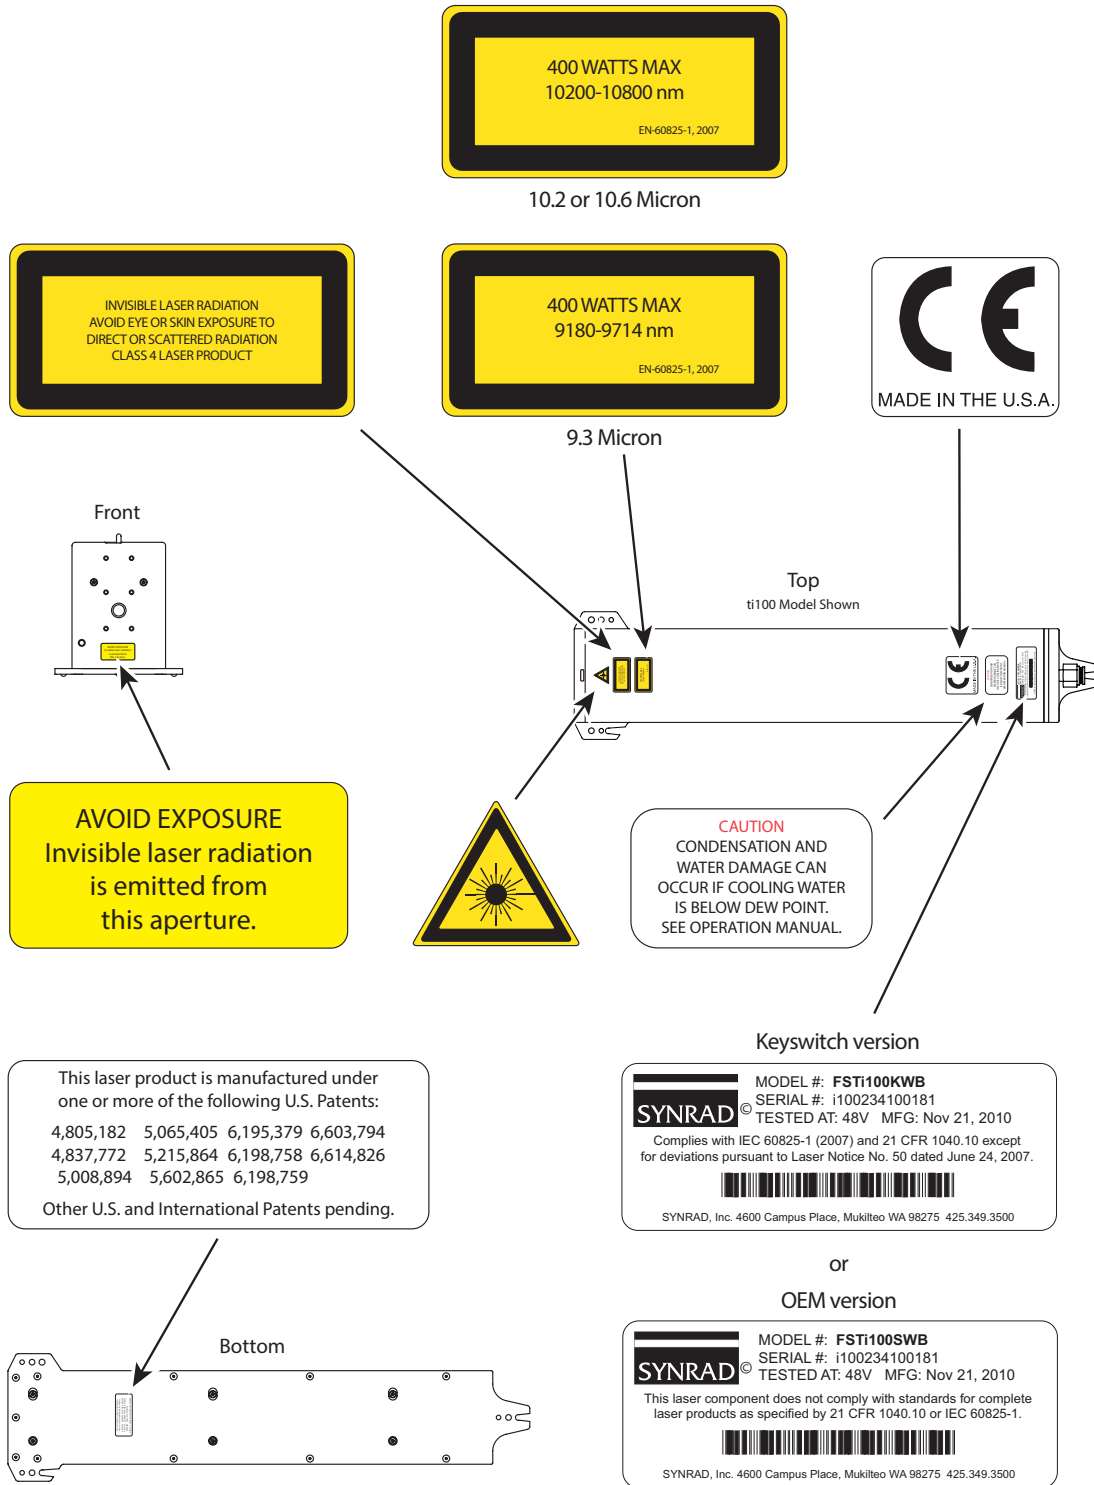 400 WATTS MAX
10200-10800 nm
EN-60825-1, 2007
10.2 or 10.6 Micron
INVISIBLE LASER RADIATION
AVOID EYE OR SKIN EXPOSURE TO
DIRECT OR SCATTERED RADIATION
CLASS 4 LASER PRODUCT
400 WATTS MAX
9180-9714 nm
EN-60825-1, 2007
9.3 Micron
CE
MADE IN THE U.S.A.
Front
Top
ti100 Model Shown
AVOID EXPOSURE
Invisible laser radiation
is emitted from
this aperture.
CAUTION
CONDENSATION AND
WATER DAMAGE CAN
OCCUR IF COOLING WATER
IS BELOW DEW POINT.
SEE OPERATION MANUAL.
Keyswitch version
SYNRAD ©
MODEL #: FSTi100KWB
SERIAL #: i100234100181
TESTED AT: 48V MFG: Nov 21, 2010
Complies with IEC 60825-1 (2007) and 21 CFR 1040.10 except
for deviations pursuant to Laser Notice No. 50 dated June 24, 2007.
SYNRAD, Inc. 4600 Campus Place, Mukilteo WA 98275 425.349.3500
This laser product is manufactured under
one or more of the following U.S. Patents:
4,805,182 5,065,405 6,195,379 6,603,794
4,837,772 5,215,864 6,198,758 6,614,826
5,008,894 5,602,865 6,198,759
Other U.S. and International Patents pending.
or
OEM version
SYNRAD ©
MODEL #: FSTi100SWB
SERIAL #: i100234100181
TESTED AT: 48V MFG: Nov 21, 2010
This laser component does not comply with standards for complete
laser products as specified by 21 CFR 1040.10 or IEC 60825-1.
SYNRAD, Inc. 4600 Campus Place, Mukilteo WA 98275 425.349.3500
Bottom